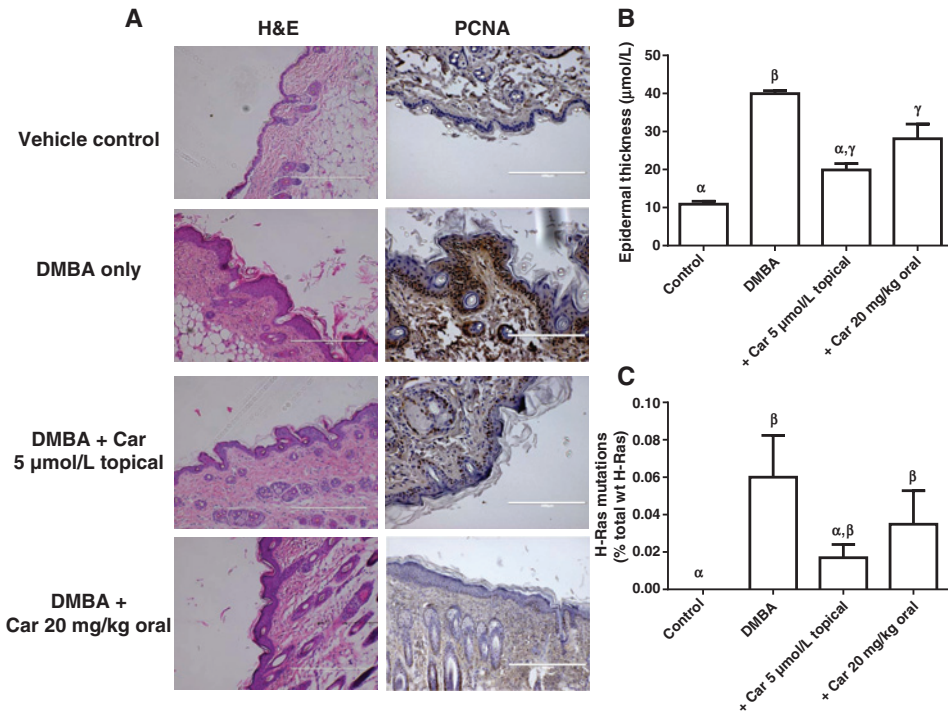 A
H&E
PCNA
Vehicle control
DMBA only
DMBA + Car
5 μmol/L topical
DMBA +
Car 20 mg/kg oral
B
Epidermal thickness (μmol/L)
50
40
30
20
10
0
α
β
α,γ
γ
Control
DMBA
+ Car 5 μmol/L topical
+ Car 20 mg/kg oral
C
H-Ras mutations
(% total wt H-Ras)
0.10
0.08
0.06
0.04
0.02
0.00
α
β
α,β
β
Control
DMBA
+ Car 5 μmol/L topical
+ Car 20 mg/kg oral